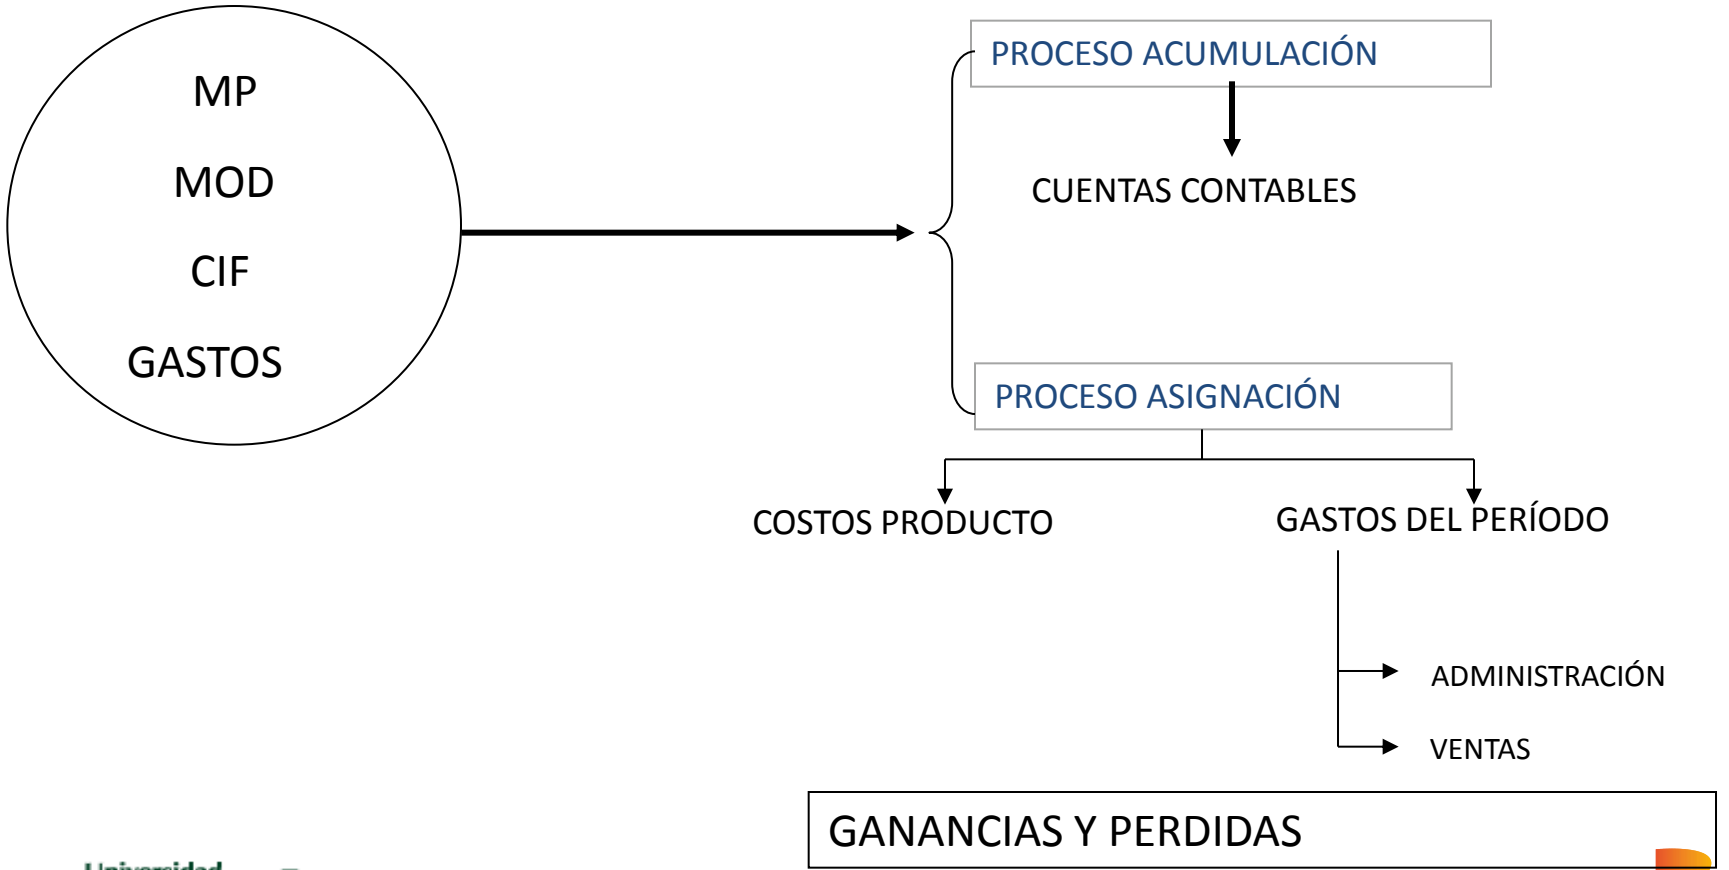 MP
MOD
CIF
GASTOS
PROCESO ACUMULACIÓN
CUENTAS CONTABLES
PROCESO ASIGNACIÓN
COSTOS PRODUCTO
GASTOS DEL PERÍODO
ADMINISTRACIÓN
VENTAS
GANANCIAS Y PERDIDAS
Universidad